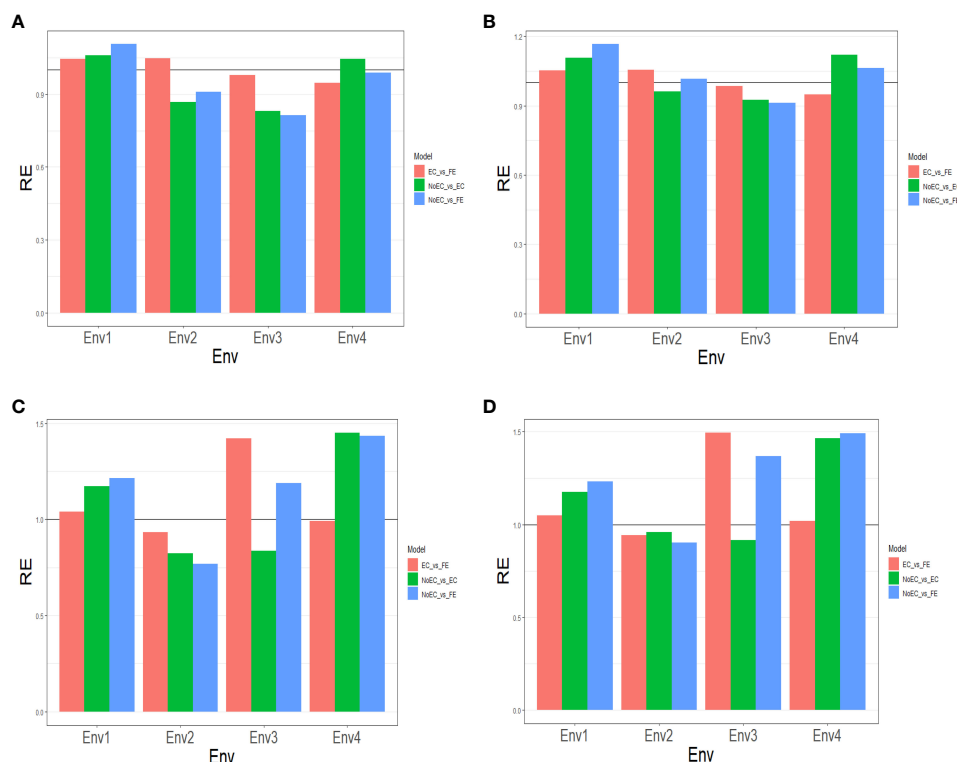 A
RE
0.9
0.6
0.3
0.0
Env1 Env2 Env3 Env4
Env
Model
EC_vs_FE
NoEC_vs_EC
NoEC_vs_FE
B
RE
1.2
0.9
0.6
0.3
0.0
Env1 Env2 Env3 Env4
Env
Model
EC_vs_FE
NoEC_vs_E
NoEC_vs_F
C
RE
1.5
1.0
0.5
0.0
Env1 Env2 Env3 Env4
Env
Model
EC_vs_FE
NoEC_vs_EC
NoEC_vs_FE
D
RE
1.5
1.0
0.5
0.0
Env1 Env2 Env3 Env4
Env
Model
EC_vs_FE
NoEC_vs_EC
NoEC_vs_FE